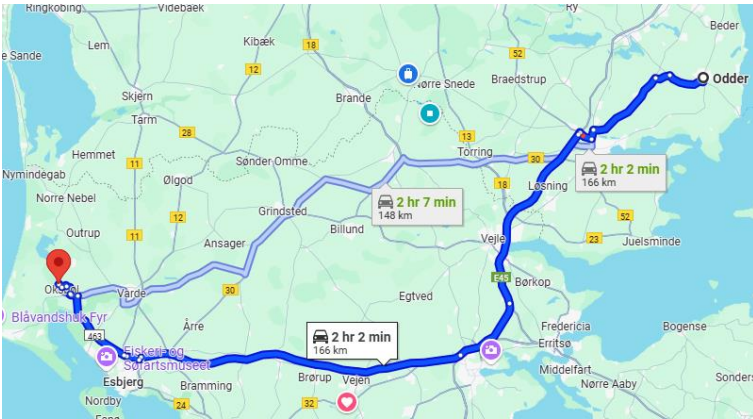 Ringkøbing
Videbæk
Ry
Beder
e Sande
Lem
Kibæk
18
52
12
Odder
Nørre Snede
Brædstrup
Skjern
Brande
Tarm
28
13
Hemmet
11
Tørring
30
2 hr 2 min
166 km
Sønder Omme
Nymindegab
Ølgod
18
Løsning
Norre Nebel
12
2 hr 7 min
148 km
52
Grindsted
Outrup
11
Billund
Vejle
23
Juelsminde
Ansager
Oksbøl
30
E45
Børkop
Varde
Egtved
Blåvandshuk Fyr
Årre
Fredericia
Bogense
463
2 hr 2 min
166 km
Erritsø
Fiskeri- og
Søfartsmuseet
Middelfart
Esbjerg
Bramming
Brørup
Vejen
Nørre Aaby
Nordby
24
32